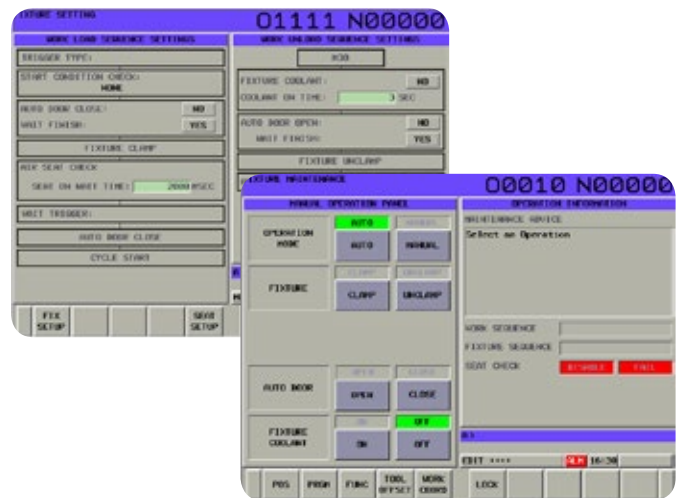 FIXTURE SETTING
O1111 N00000
WORK LOAD SEQUENCE SETTINGS
TRIGGER TYPE:
START CONDITION CHECK:
NONE
AUTO DOOR CLOSE: NO
WAIT FINISH: YES
FIXTURE CLAMP
AIR SEAT CHECK
SEAT ON WAIT TIME: 2000 MSEC
WAIT TRIGGER:
AUTO DOOR CLOSE
CYCLE START
WORK UNLOAD SEQUENCE SETTINGS
M30
FIXTURE COOLANT: NO
COOLANT ON TIME: 3 SEC
AUTO DOOR OPEN: NO
WAIT FINISH: YES
FIXTURE UNCLAMP
FIX SETUP
SEAT SETUP
FIXTURE MAINTENANCE
O0010 N00000
MANUAL OPERATION PANEL
OPERATION MODE
AUTO
AUTO MANUAL
FIXTURE
CLAMP UNCLAMP
CLAMP UNCLAMP
AUTO DOOR
OPEN CLOSE
OPEN CLOSE
FIXTURE COOLANT
ON OFF
ON OFF
OPERATION INFORMATION
MAINTENANCE ADVICE
Select an Operation
WORK SEQUENCE
FIXTURE SEQUENCE
SEAT CHECK DISABLE FAIL
A>
EDIT **** ALM 16:30
POS PRGM FUNC TOOL OFFSET WORK COORD LOCK